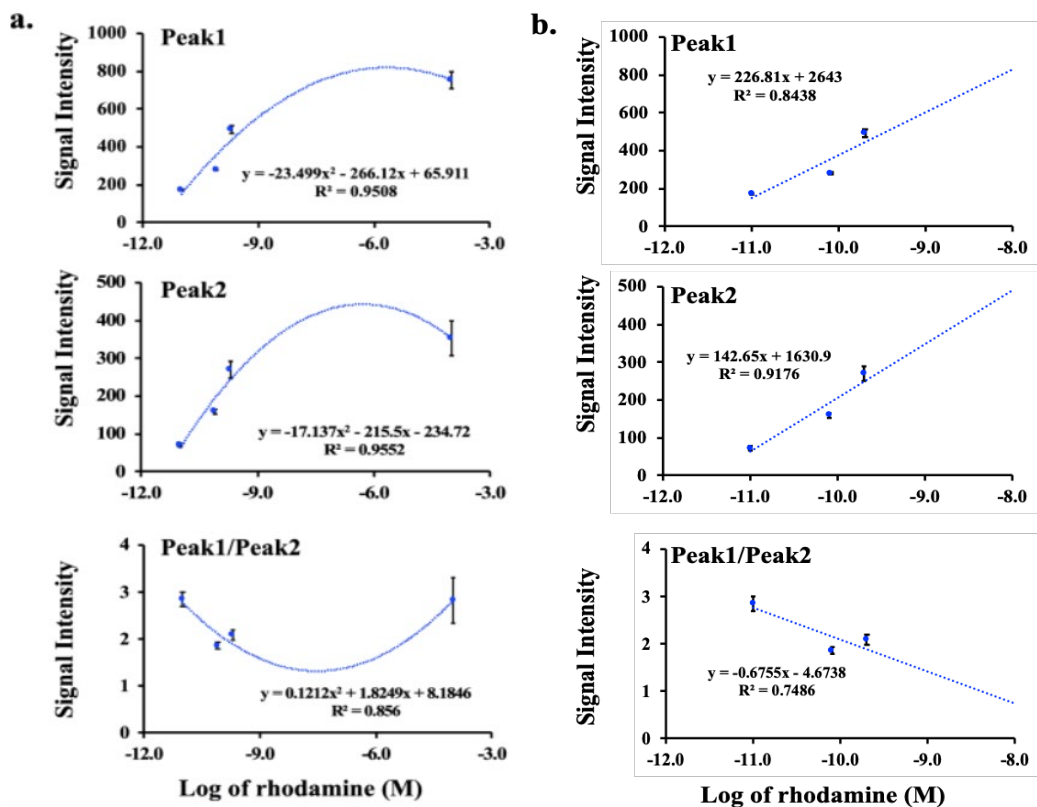 a.
Peak1
Signal Intensity
1000
800
600
400
200
0
y = -23.499x² - 266.12x + 65.911
R² = 0.9508
-12.0 -9.0 -6.0 -3.0
Peak2
Signal Intensity
500
400
300
200
100
0
y = -17.137x² - 215.5x - 234.72
R² = 0.9552
-12.0 -9.0 -6.0 -3.0
Peak1/Peak2
Signal Intensity
4
3
2
1
0
y = 0.1212x² + 1.8249x + 8.1846
R² = 0.856
-12.0 -9.0 -6.0 -3.0
Log of rhodamine (M)
b.
Peak1
Signal Intensity
1000
800
600
400
200
0
y = 226.81x + 2643
R² = 0.8438
-12.0 -11.0 -10.0 -9.0 -8.0
Peak2
Signal Intensity
500
400
300
200
100
0
y = 142.65x + 1630.9
R² = 0.9176
-12.0 -11.0 -10.0 -9.0 -8.0
Peak1/Peak2
Signal Intensity
4
3
2
1
0
y = -0.6755x - 4.6738
R² = 0.7486
-12.0 -11.0 -10.0 -9.0 -8.0
Log of rhodamine (M)